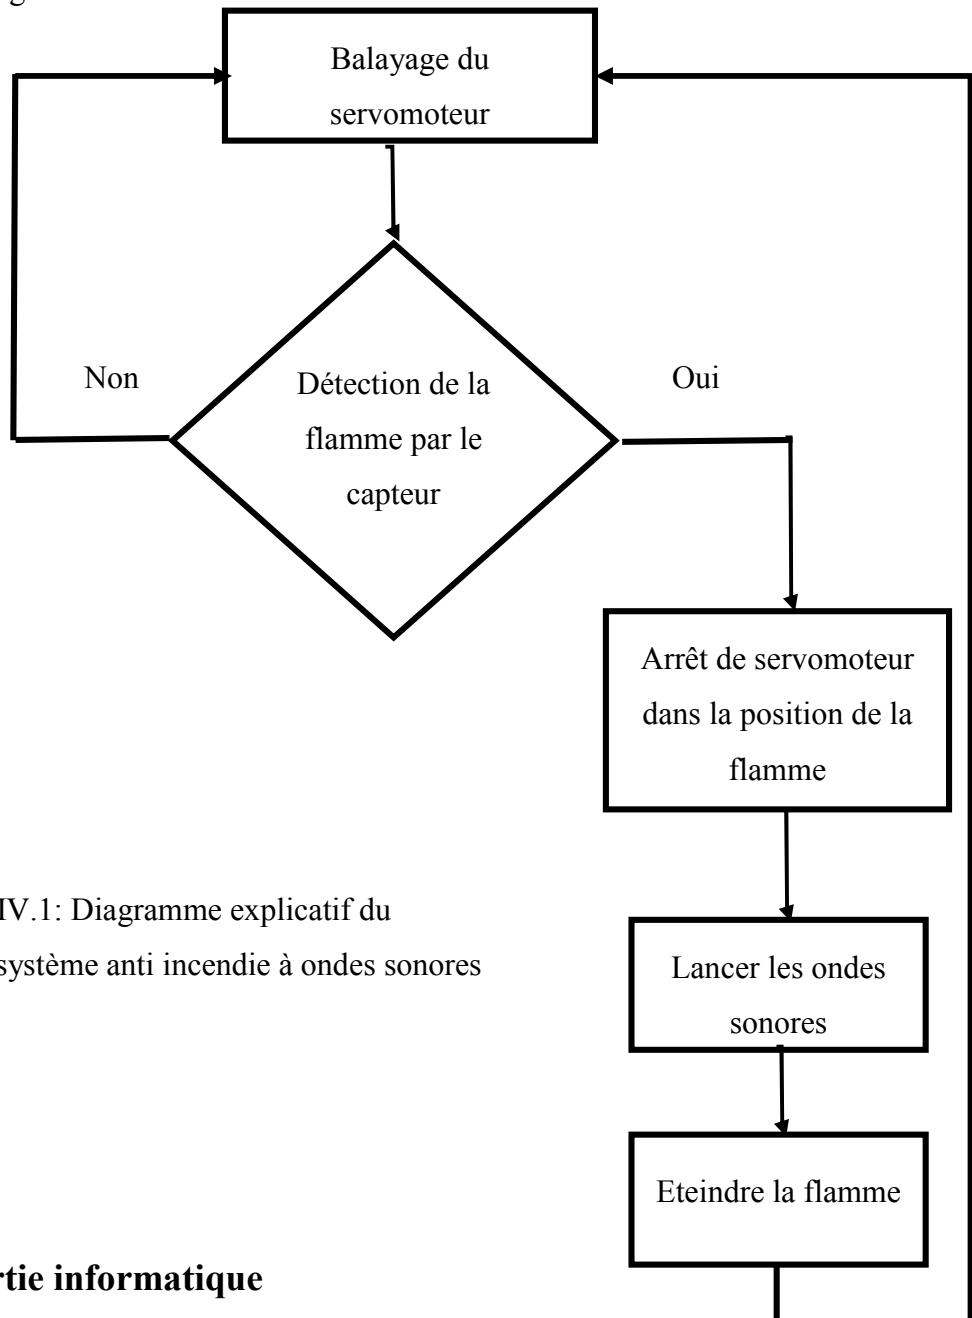 Balayage du
servomoteur
Non
Détection de la
flamme par le
capteur
Oui
Arrêt de servomoteur
dans la position de la
flamme
IV.1: Diagramme explicatif du
système anti incendie à ondes sonores
Lancer les ondes
sonores
Eteindre la flamme
rtie informatique